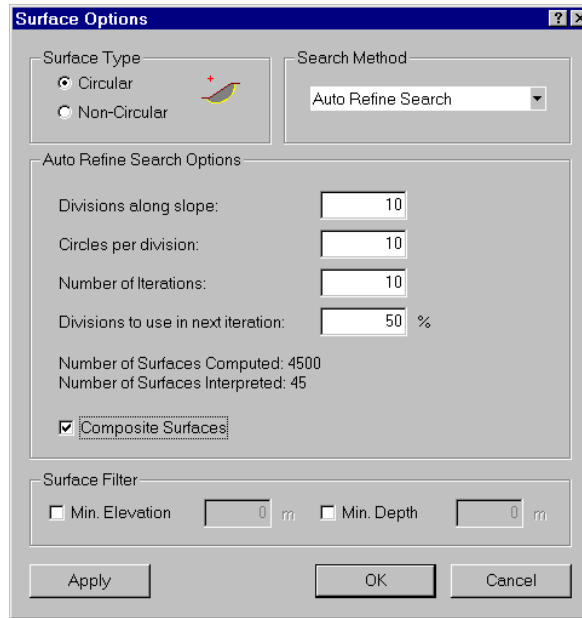 Surface Options
Surface Type
Circular
Non-Circular
Search Method
Auto Refine Search
Auto Refine Search Options
Divisions along slope: 10
Circles per division: 10
Number of Iterations: 10
Divisions to use in next iteration: 50 %
Number of Surfaces Computed: 4500
Number of Surfaces Interpreted: 45
Composite Surfaces
Surface Filter
Min. Elevation 0 m Min. Depth 0 m
Apply OK Cancel